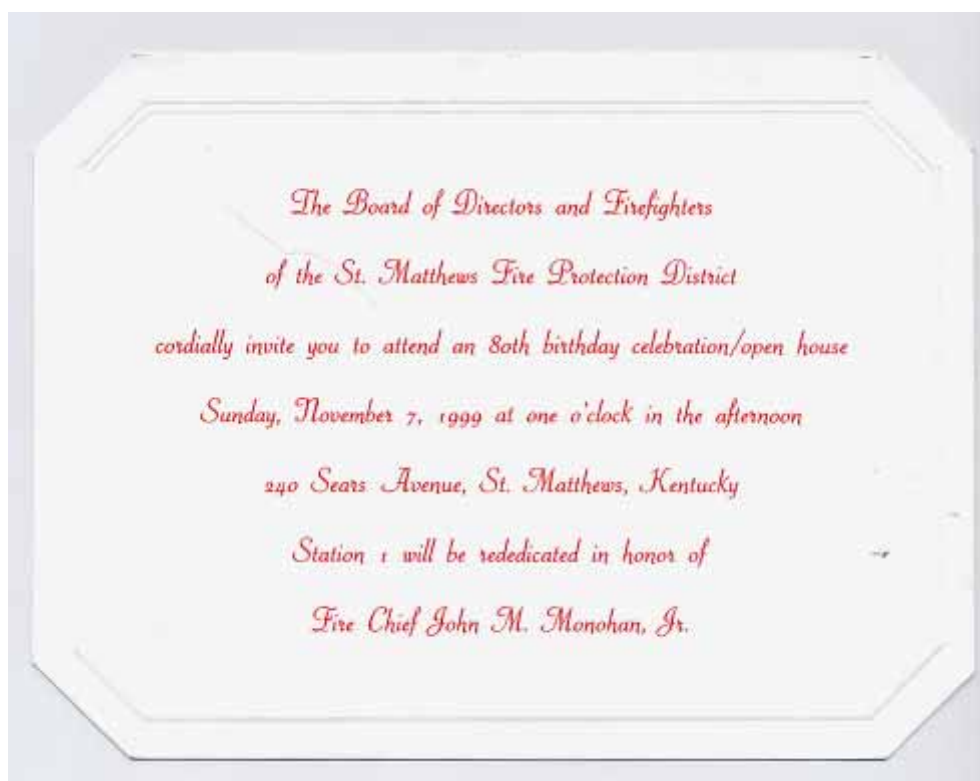 The Board of Directors and Firefighters
of the St. Matthews Fire Protection District
cordially invite you to attend an 80th birthday celebration/open house
Sunday, November 7, 1999 at one o'clock in the afternoon
240 Sears Avenue, St. Matthews, Kentucky
Station 1 will be rededicated in honor of
Fire Chief John M. Monohan, Jr.